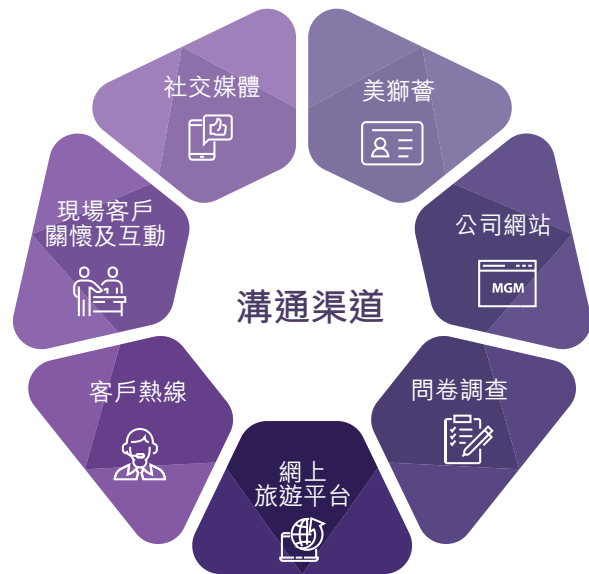 社交媒體
美獅薈
現場客戶
關懷及互動
公司網站
MGM
溝通渠道
客戶熱線
問卷調查
網上
旅遊平台